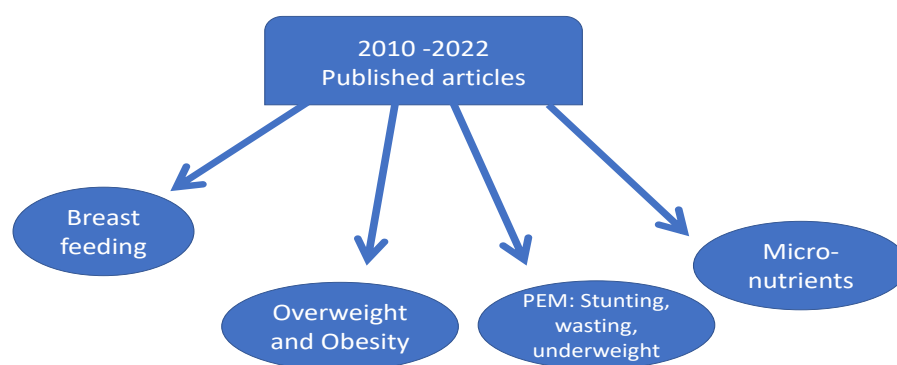 2010 -2022
Published articles
Breast
feeding
Overweight
and Obesity
PEM: Stunting,
wasting,
underweight
Micro-
nutrients